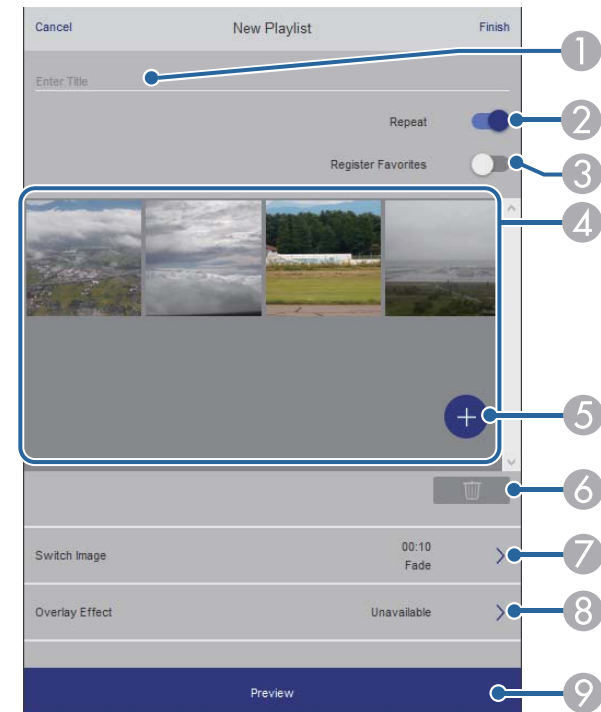 Cancel New Playlist Finish
1
Enter Title
Repeat
2
Register Favorites
3
4
5
6
Switch Image 00:10
Fade
7
Overlay Effect Unavailable
8
Preview
9